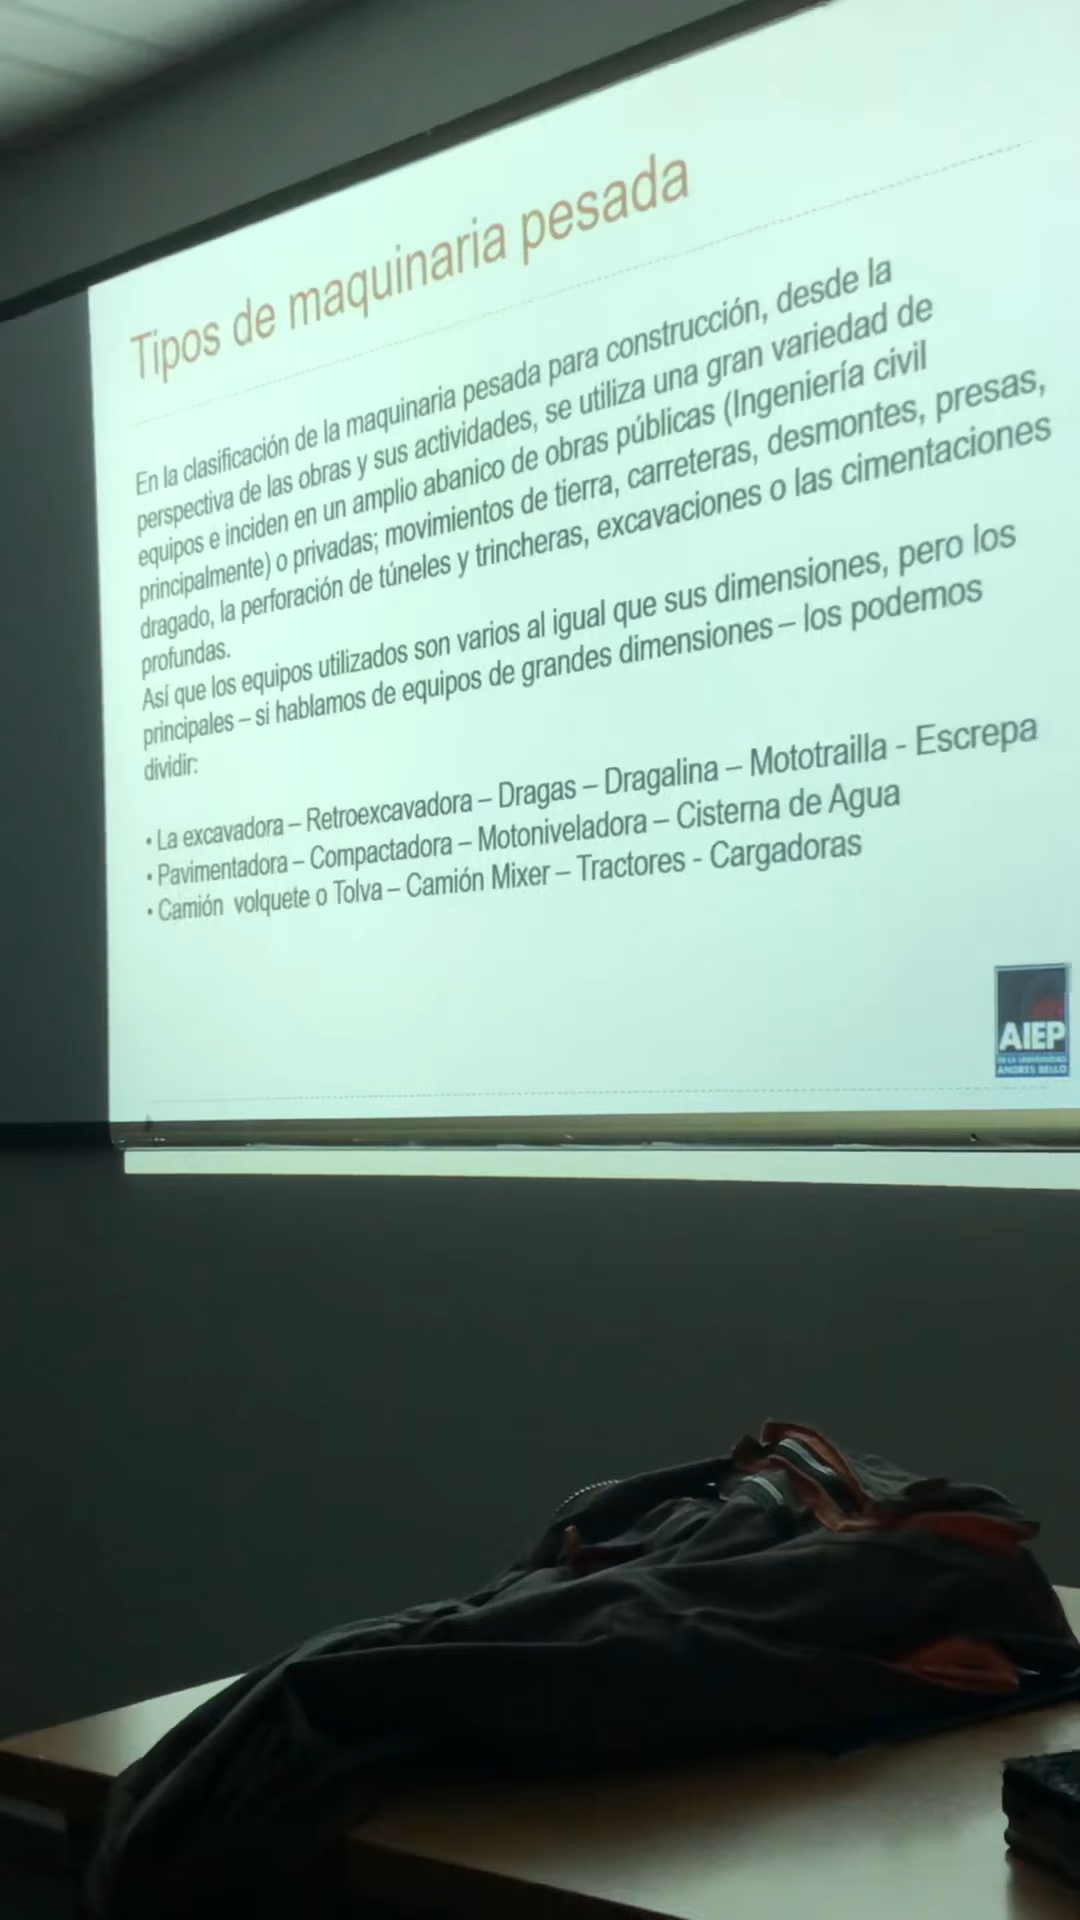 Tipos de maquinaria pesada
En la clasificación de la maquinaria pesada para construcción, desde la
perspectiva de las obras y sus actividades, se utiliza una gran variedad de
equipos e inciden en un amplio abanico de obras públicas (Ingeniería civil
principalmente) o privadas; movimientos de tierra, carreteras, desmontes, presas,
dragado, la perforación de túneles y trincheras, excavaciones o las cimentaciones
profundas.
Así que los equipos utilizados son varios al igual que sus dimensiones, pero los
principales – si hablamos de equipos de grandes dimensiones – los podemos
dividir:
• La excavadora – Retroexcavadora – Dragas – Dragalina – Mototrailla - Escrepa
• Pavimentadora – Compactadora – Motoniveladora – Cisterna de Agua
• Camión volquete o Tolva – Camión Mixer – Tractores - Cargadoras
AIEP
DE LA UNIVERSIDAD
ANDRES BELLO